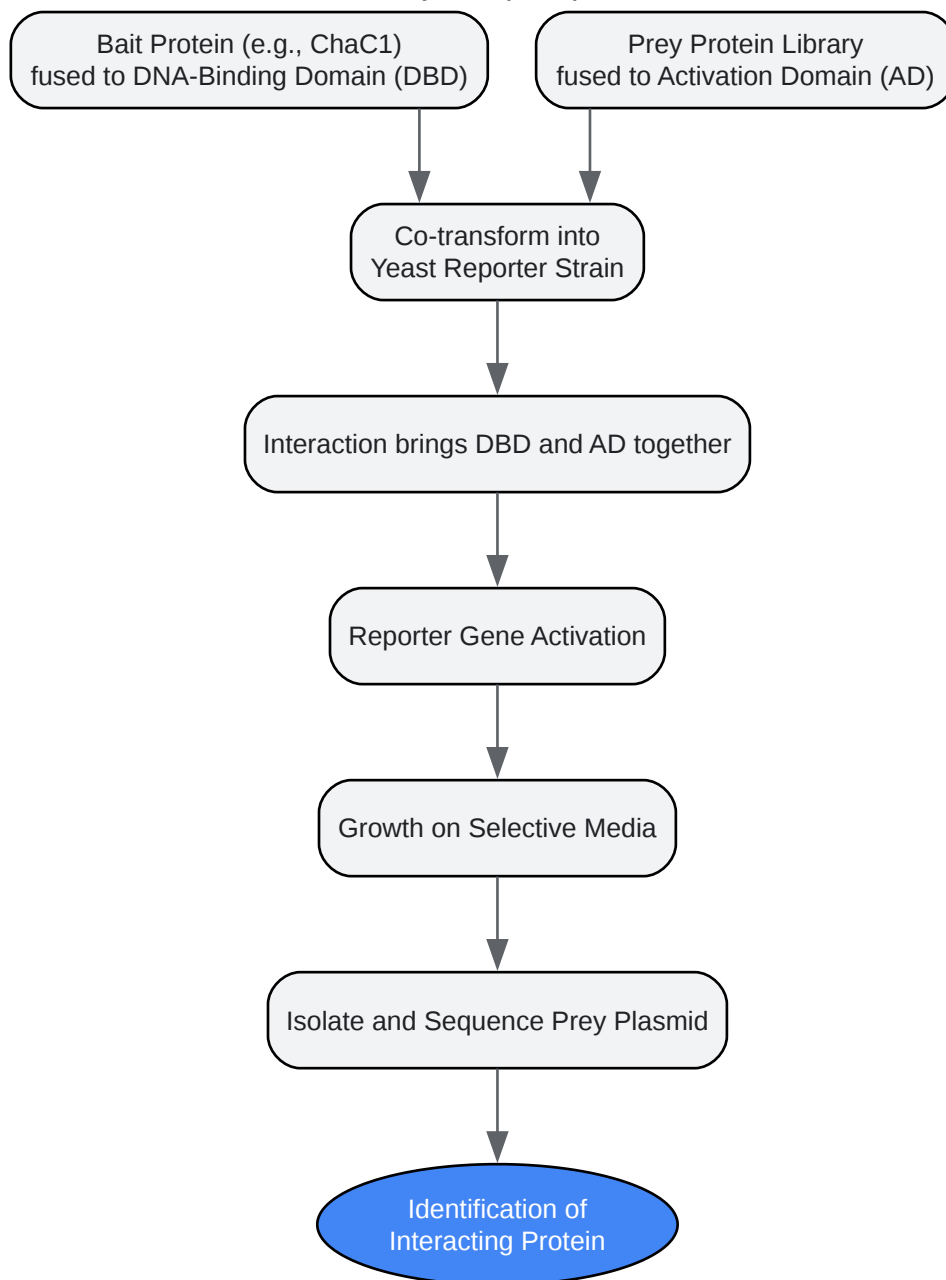 Bait Protein (e.g., ChaC1)
fused to DNA-Binding Domain (DBD)
Prey Protein Library
fused to Activation Domain (AD)
Co-transform into
Yeast Reporter Strain
Interaction brings DBD and AD together
Reporter Gene Activation
Growth on Selective Media
Isolate and Sequence Prey Plasmid
Identification of
Interacting Protein